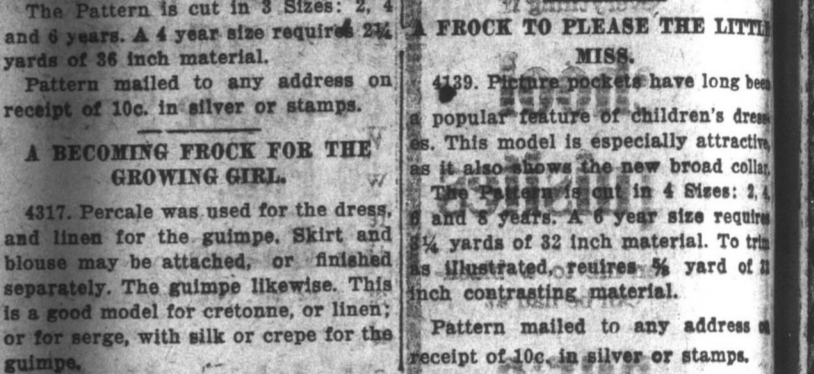 The Pattern is cut in 3 Sizes: 2, 4
and 6 years. A 4 year size requires 2¾
yards of 36 inch material.
Pattern mailed to any address on
receipt of 10c. in silver or stamps.
A BECOMING FROCK FOR THE
GROWING GIRL.
4317. Percale was used for the dress,
and linen for the guimpe. Skirt and
blouse may be attached, or finished
separately. The guimpe likewise. This
is a good model for cretonne, or linen;
or for serge, with silk or crepe for the
guimpe.
A FROCK TO PLEASE THE LITTL
MISS.
4139. Picture pockets have long been
a popular feature of children's dress-
es. This model is especially attractive,
as it also shows the new broad collar.
The Pattern is cut in 4 Sizes: 2, 4,
6 and 8 years. A 6 year size requires
3¼ yards of 32 inch material. To trim
as illustrated, reuires ⅝ yard of
inch contrasting material.
Pattern mailed to any address on
receipt of 10c. in silver or stamps.